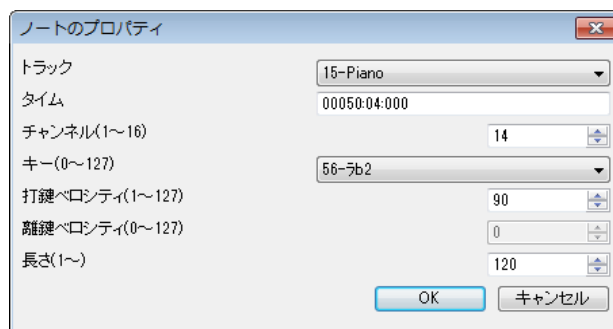 ノートのプロパティ
トラック 15-Piano
タイム 00050:04:000
チャンネル(1～16) 14
キー(0～127) 56-ラb2
打鍵ベロシティ(1～127) 90
離鍵ベロシティ(0～127) 0
長さ(1～) 120
OK キャンセル